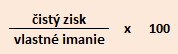 čistý zisk
vlastné imanie
x 100